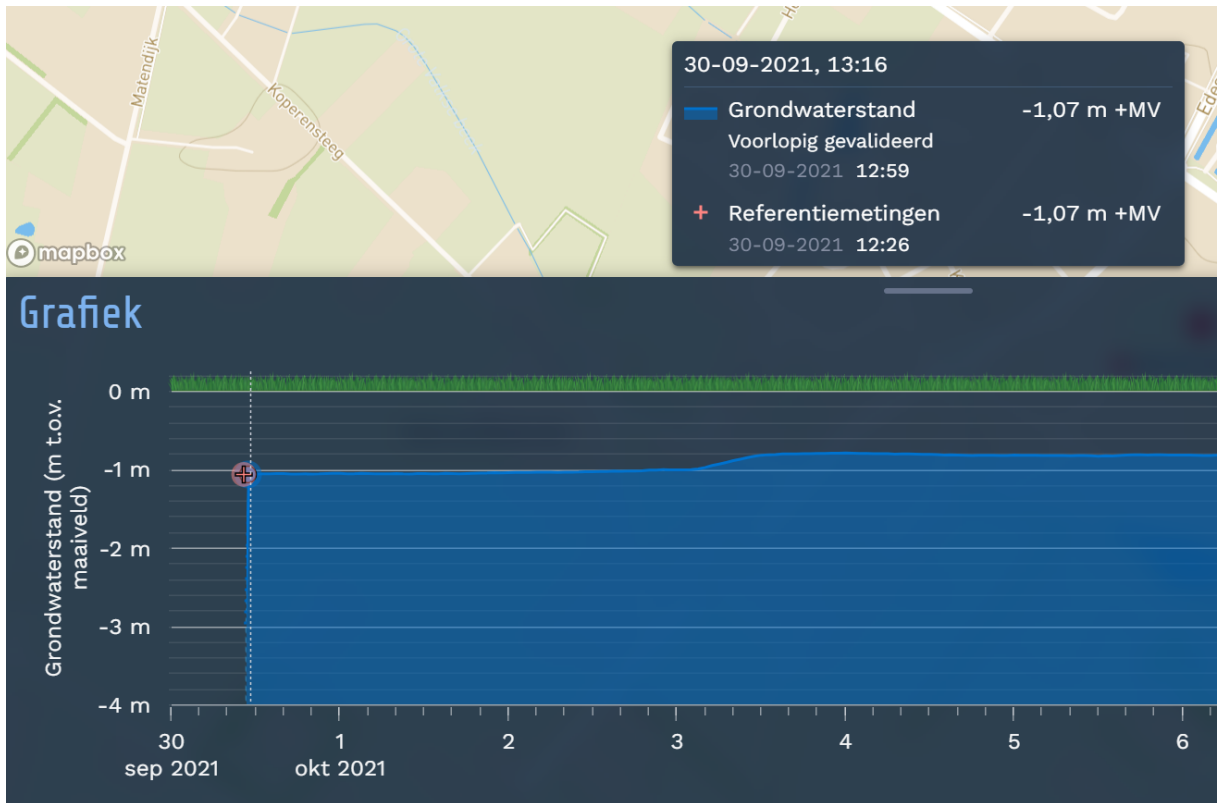 Matendijk
Koperensteeg
30-09-2021, 13:16
Grondwaterstand -1,07 m +MV
Voorlopig gevalideerd
30-09-2021 12:59
Referentiemetingen -1,07 m +MV
30-09-2021 12:26
mapbox
Grafiek
Grondwaterstand (m t.o.v.
maaiveld)
0 m
-1 m
-2 m
-3 m
-4 m
30 1 2 3 4 5 6
sep 2021 okt 2021